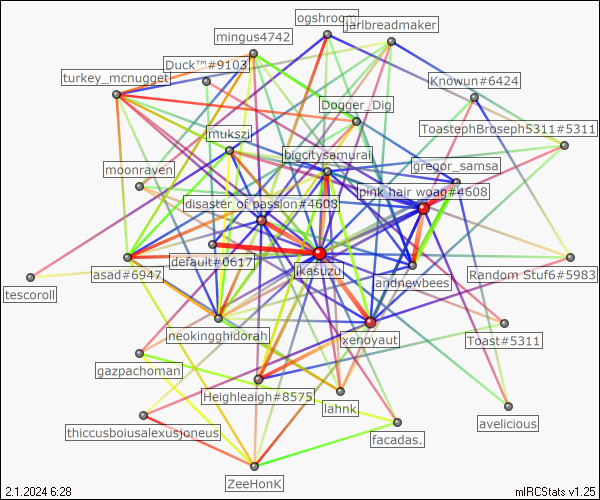 ogshroom
jarlbreadmaker
mingus4742
Duck™#9103
turkey_mcnugget
Knowun#6424
Dogger_Dig
ToastephBroseph5311#5311
mukszi
bigcitysamurai
moonraven
gregor_samsa
pink hair woag#4608
disaster of passion#4608
default#0617
asad#6947
jkasuzu
andnewbees
Random Stuf6#5983
tescoroll
neokingghidorah
xenoyaut
Toast#5311
gazpachoman
Heighleaigh#8575
lahnk
avelicious
thiccusboiusalexusjoneus
facadas.
ZeeHonK
2.1.2024 6:28
mIRCStats v1.25